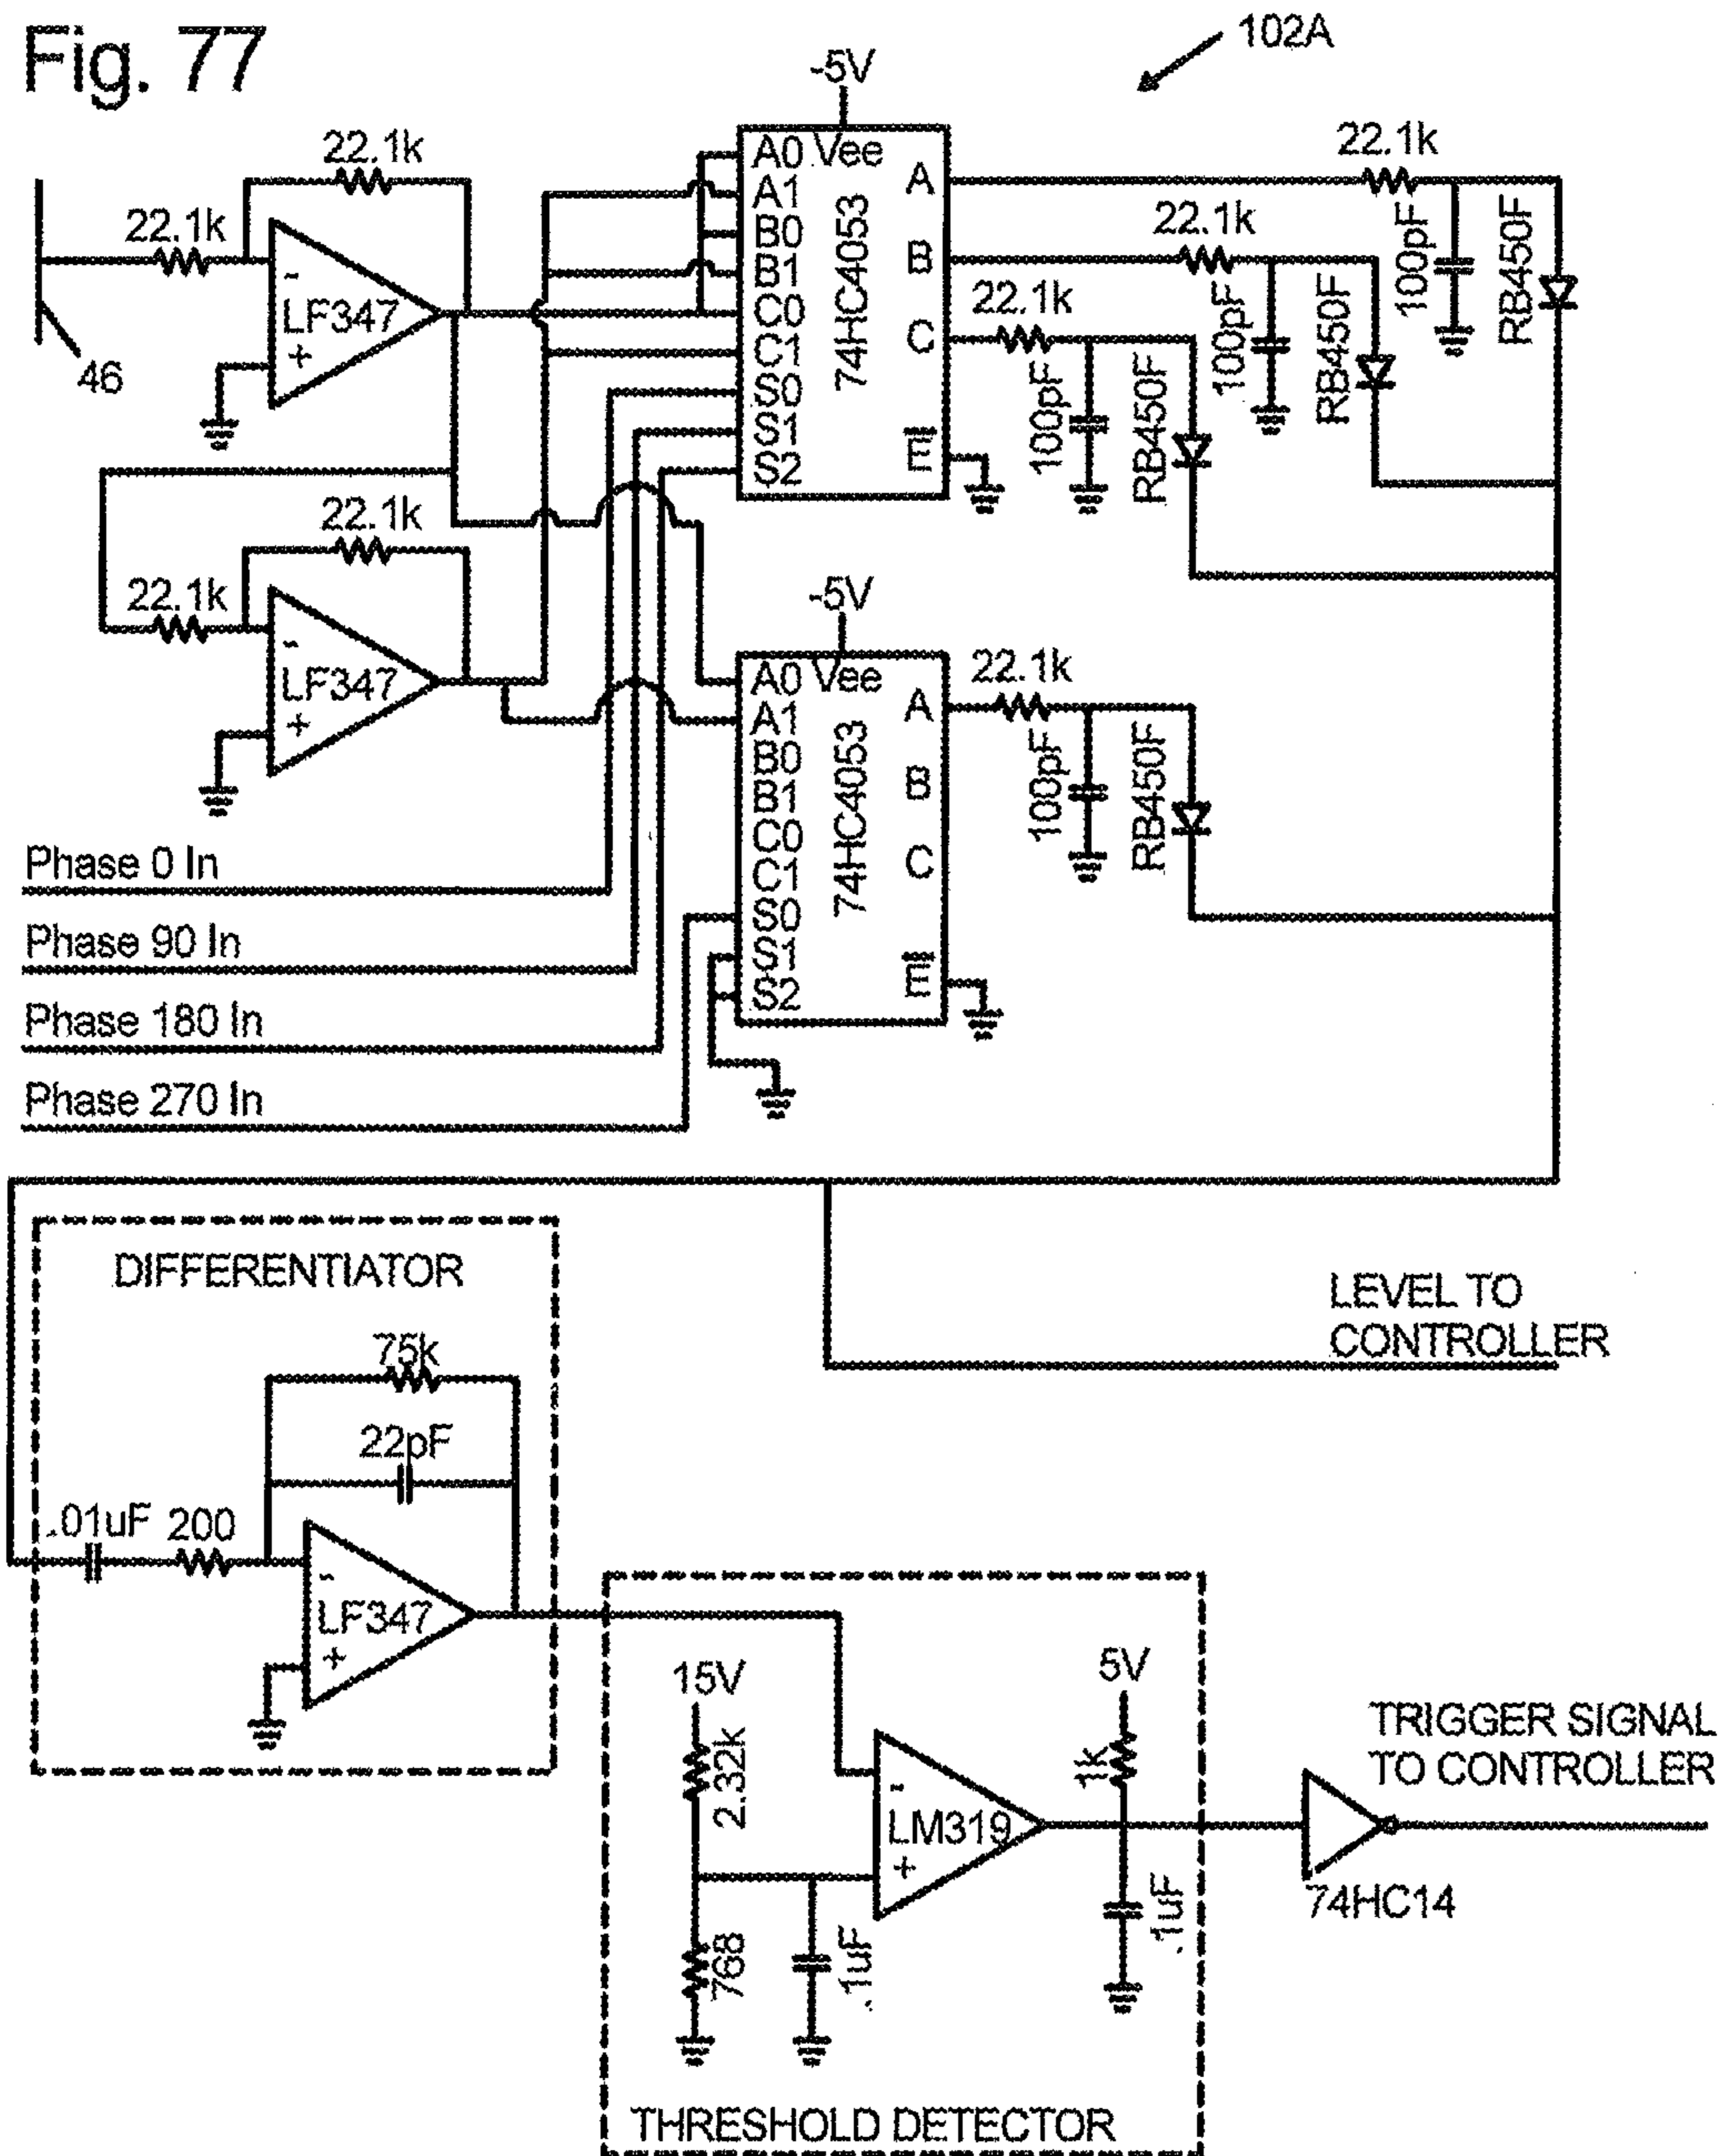 Fig. 77
102A
-5V
22.1k
22.1k
-
LF347
+
46
A0 Vee
A1
B0
B1
C0
C1
S0
S1
S2
74HC4053
A
B
C
E
22.1k
100pF
RB450F
22.1k
100pF
RB450F
22.1k
100pF
RB450F
22.1k
22.1k
-
LF347
+
-5V
A0 Vee
A1
B0
B1
C0
C1
S0
S1
S2
74HC4053
A
B
C
E
22.1k
100pF
RB450F
Phase 0 In
Phase 90 In
Phase 180 In
Phase 270 In
DIFFERENTIATOR
75k
22pF
.01uF 200
-
LF347
+
LEVEL TO
CONTROLLER
15V
2.32k
768
.1uF
-
LM319
+
5V
1k
.1uF
THRESHOLD DETECTOR
74HC14
TRIGGER SIGNAL
TO CONTROLLER